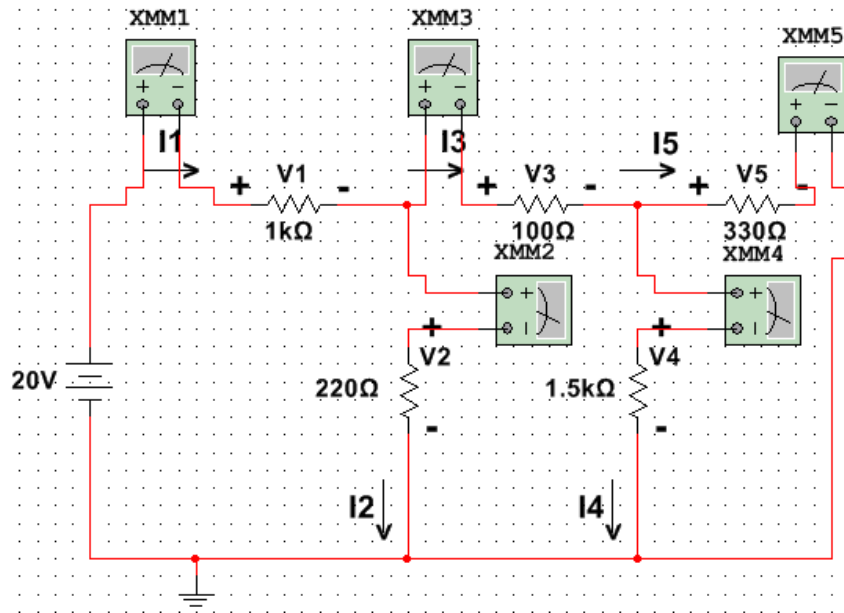 XMM1
XMM3
XMM5
+ −
+ −
+ −
I1
I3
I5
+ V1 -
+ V3 -
+ V5 -
1kΩ
100Ω
330Ω
XMM2
XMM4
+
+
+
+
V2
V4
20V
220Ω
1.5kΩ
-
-
I2
I4